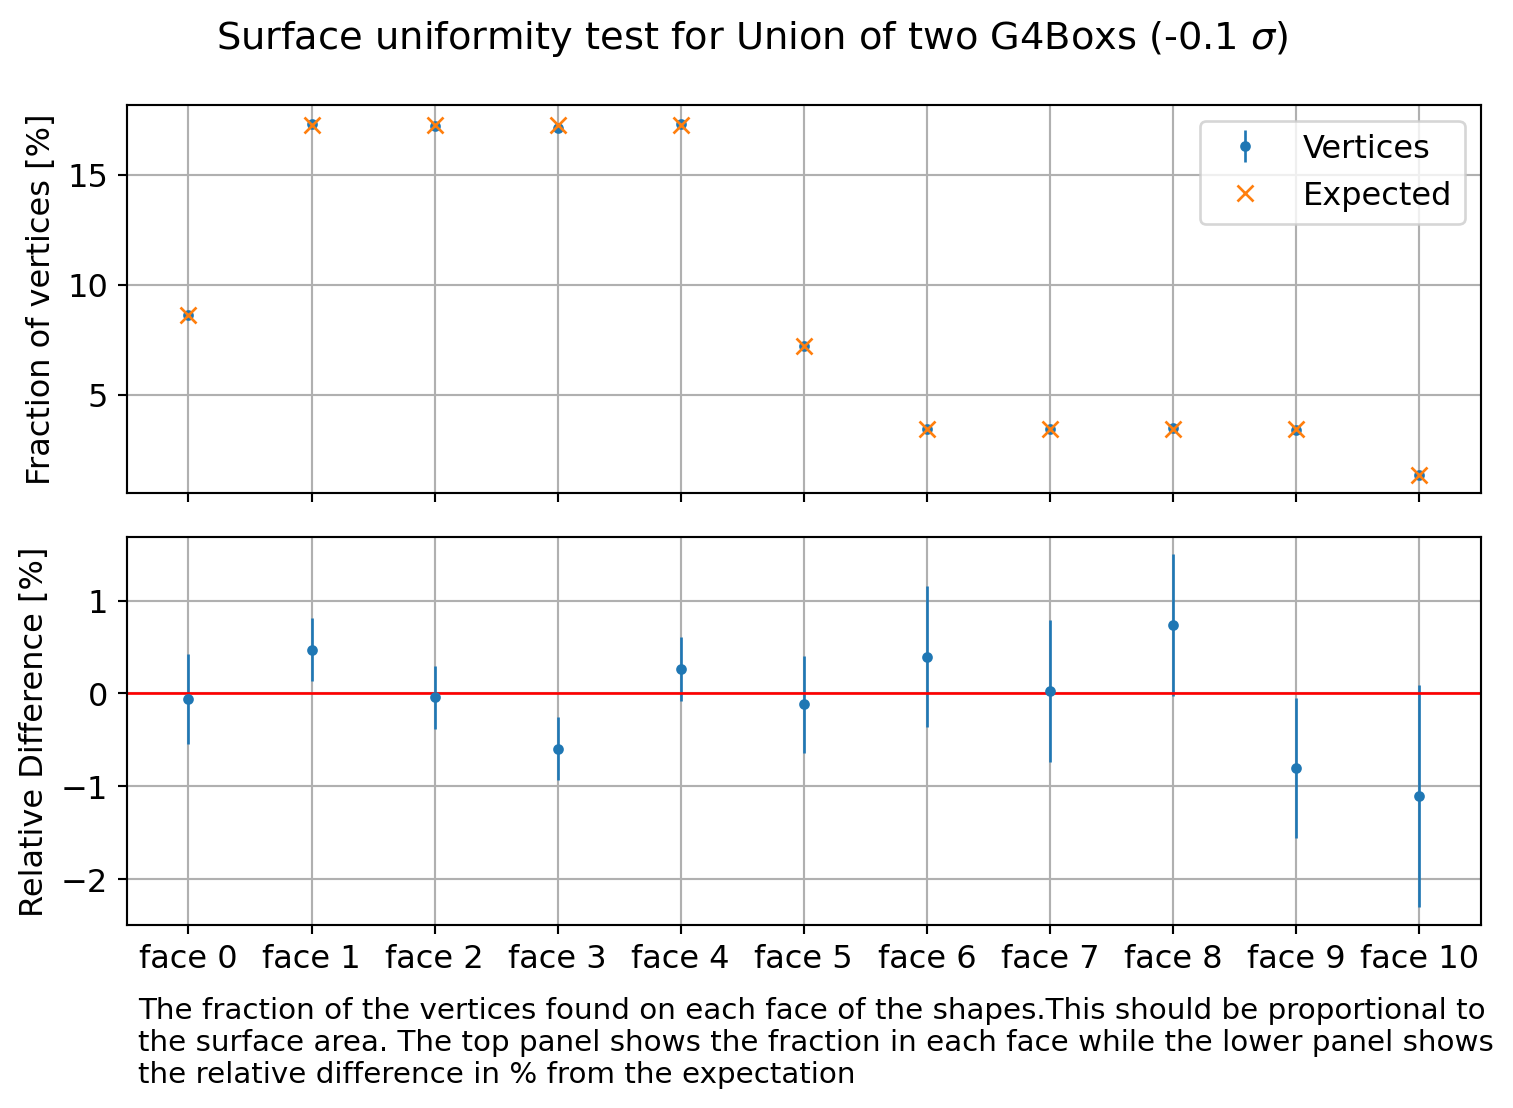 Surface uniformity test for Union of two G4Boxs (-0.1 σ)
Fraction of vertices [%]
15
10
5
Vertices
Expected
Relative Difference [%]
1
0
−1
−2
face 0 face 1 face 2 face 3 face 4 face 5 face 6 face 7 face 8 face 9 face 10
The fraction of the vertices found on each face of the shapes.This should be proportional to
the surface area. The top panel shows the fraction in each face while the lower panel shows
the relative difference in % from the expectation